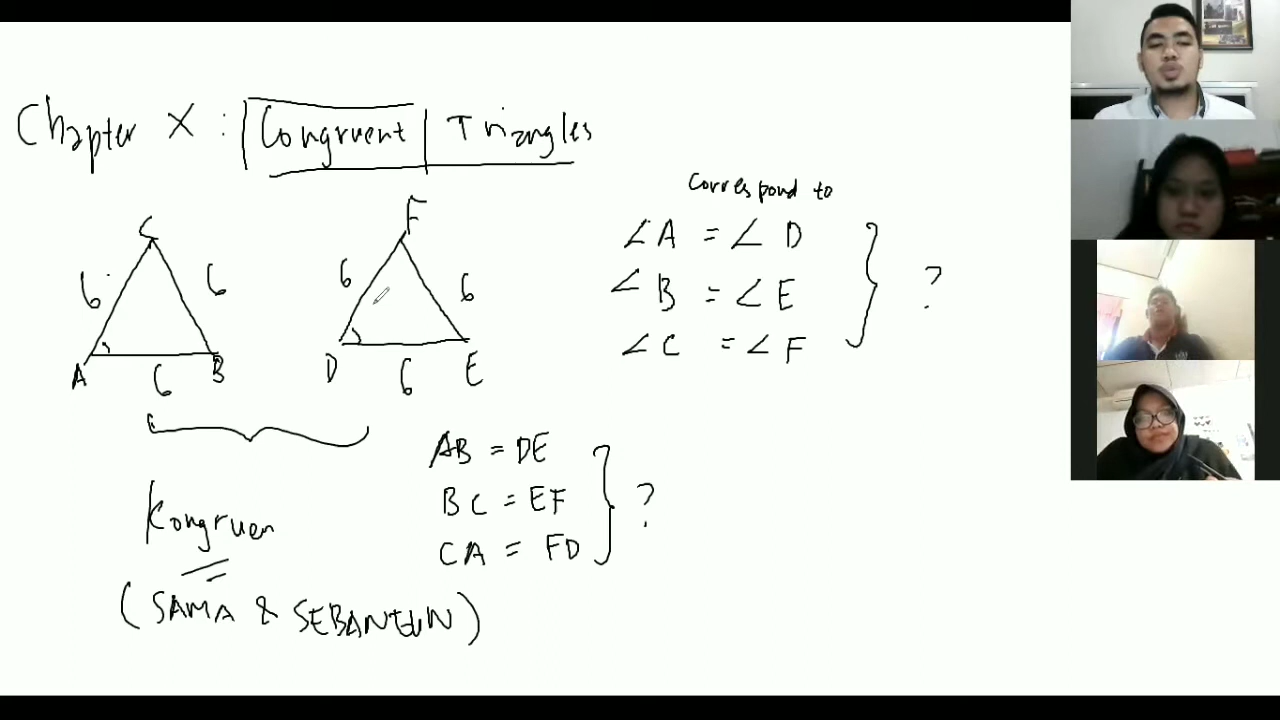 Chapter X : Congruent Triangles
correspond to
∠A = ∠D
∠B = ∠E
∠C = ∠F
?
C
F
6 6
6 6
A 6 B
D 6 E
AB = DE
BC = EF
CA = FD
?
Kongruen
(SAMA & SEBANGUN)